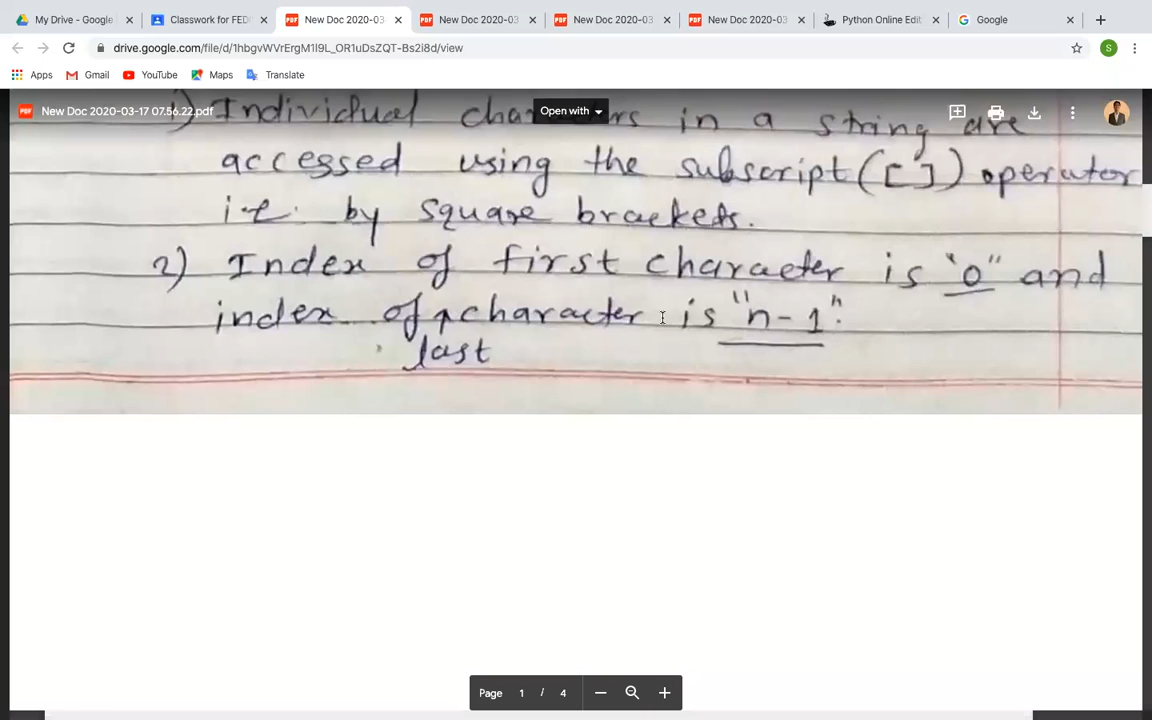 My Drive - Google
Classwork for FED
New Doc 2020-03
New Doc 2020-03
New Doc 2020-03
New Doc 2020-03
Python Online Edit
Google
drive.google.com/file/d/1hbgvWVrErgM1I9L_OR1uDsZQT-Bs2i8d/view
S
Apps
Gmail
YouTube
Maps
Translate
New Doc 2020-03-17 07.56.22.pdf
Open with
1) Individual characters in a string are
accessed using the subscript ([ ]) operator
i.e. by square brackets.
2) Index of first character is "0" and
index of character is "n-1".
last
Page 1 / 4